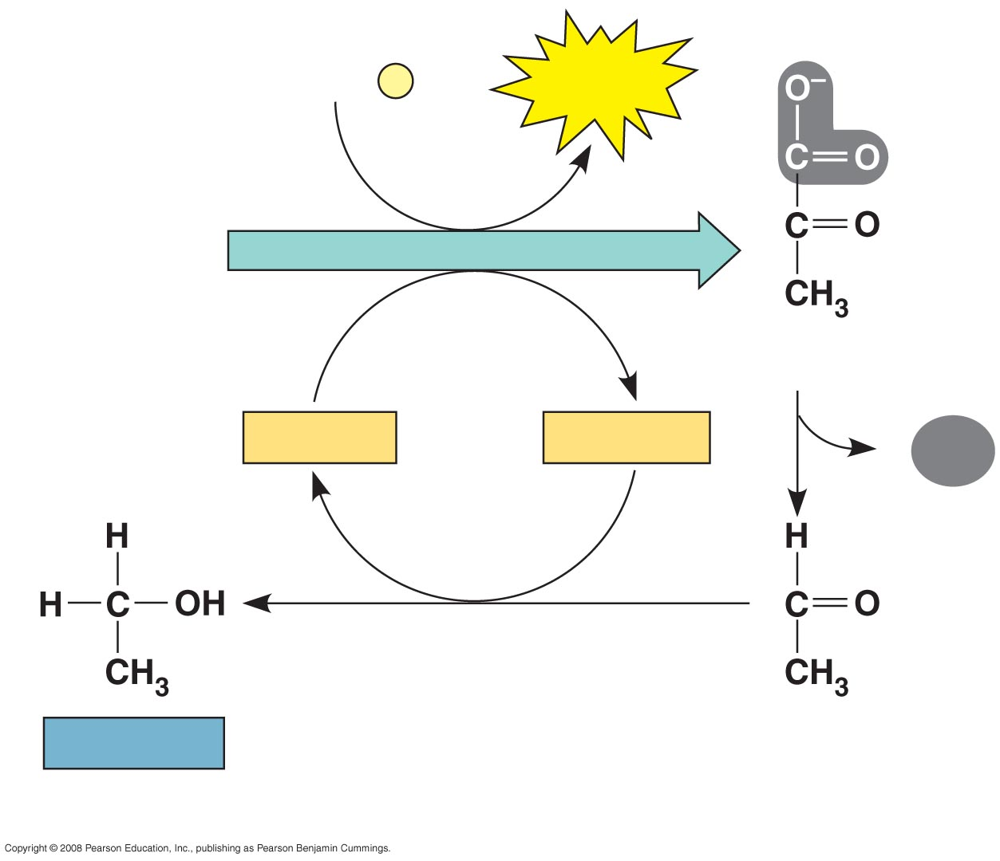 O–
C O
C O
CH3
H H
H C OH C O
CH3 CH3
Copyright © 2008 Pearson Education, Inc., publishing as Pearson Benjamin Cummings.